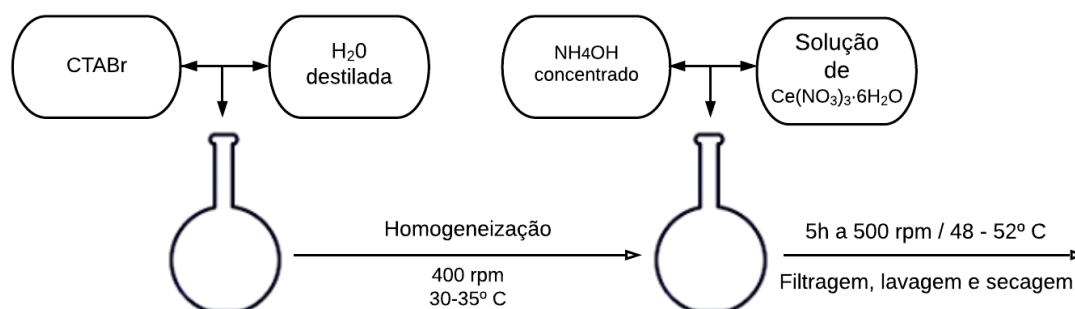 CTABr
H₂0
destilada
NH4OH
concentrado
Solução
de
Ce(NO₃)₃·6H₂O
Homogeneização
400 rpm
30-35º C
5h a 500 rpm / 48 - 52º C
Filtragem, lavagem e secagem